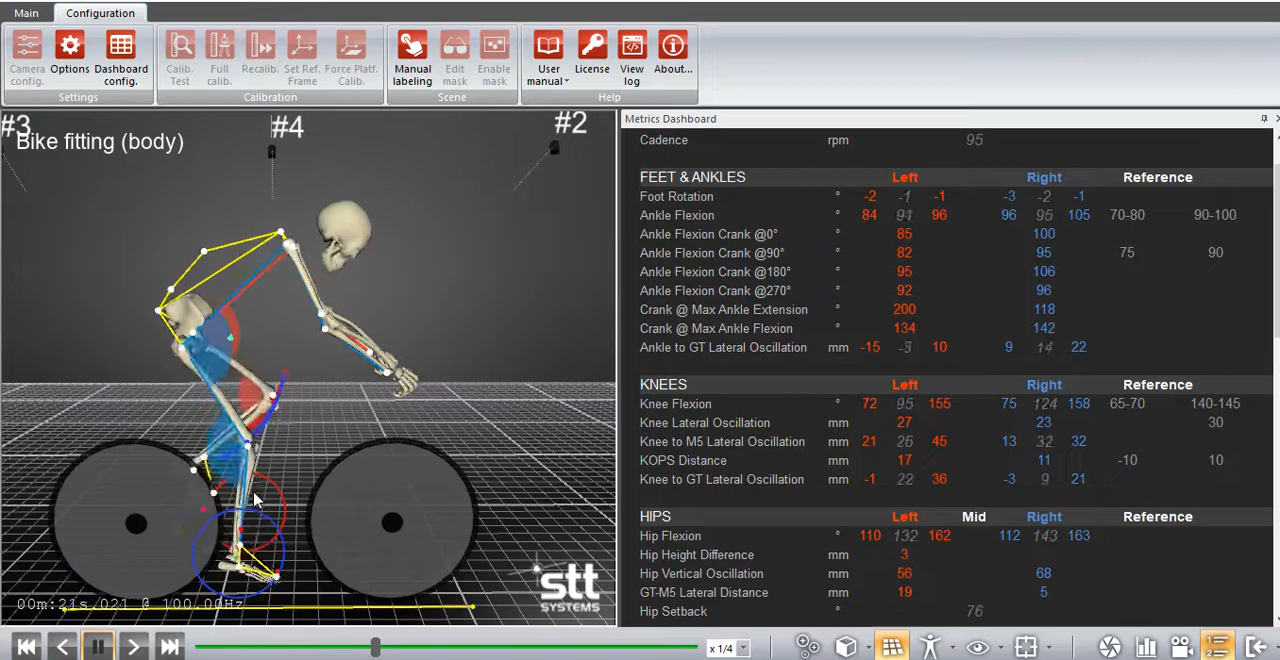 Main Configuration
Camera config. Options Dashboard config. Calib. Test Full calib. Recalib. Set Ref. Frame Force Platf. Calib. Manual labeling Edit mask Enable mask User manual License View log About...
Settings Calibration Scene Help
#3 #4 #2
Bike fitting (body)
Metrics Dashboard
Cadence rpm 95
FEET & ANKLES Left Right Reference
Foot Rotation ° -2 -1 -1 -3 -2 -1
Ankle Flexion ° 84 91 96 96 95 105 70-80 90-100
Ankle Flexion Crank @0° ° 85 100
Ankle Flexion Crank @90° ° 82 95 75 90
Ankle Flexion Crank @180° ° 95 106
Ankle Flexion Crank @270° ° 92 96
Crank @ Max Ankle Extension ° 200 118
Crank @ Max Ankle Flexion ° 134 142
Ankle to GT Lateral Oscillation mm -15 10 9 14 22
KNEES Left Right Reference
Knee Flexion ° 72 95 155 75 124 158 65-70 140-145
Knee Lateral Oscillation mm 27 23 30
Knee to M5 Lateral Oscillation mm 21 26 45 13 32 32
KOPS Distance mm 17 11 -10 10
Knee to GT Lateral Oscillation mm -1 22 36 -3 9 21
HIPS Left Mid Right Reference
Hip Flexion ° 110 132 162 112 143 163
Hip Height Difference mm 3
Hip Vertical Oscillation mm 56 68
GT-M5 Lateral Distance mm 19 5
Hip Setback mm 76
stt
SYSTEMS
00m:21s.021 @ 100.00Hz
x 1/4